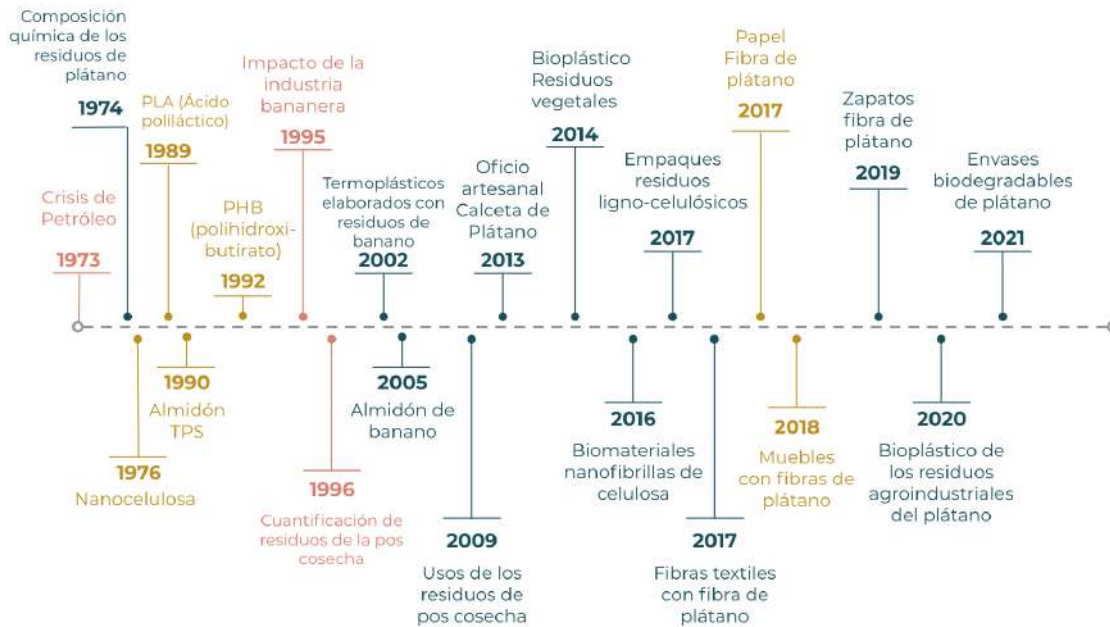 Composición
química de los
residuos de
plátano
1974
Crisis de
Petróleo
1973
PLA (Ácido
poliláctico)
1989
PHB
(polihidroxi-
butirato)
1992
Impacto de la
industria
bananera
1995
Termoplásticos
elaborados con
residuos de
banano
2002
Oficio
artesanal
Calceta de
Plátano
2013
Bioplástico
Residuos
vegetales
2014
Empaques
residuos
ligno-celulósicos
2017
Papel
Fibra de
plátano
2017
Zapatos
fibra de
plátano
2019
Envases
biodegradables
de plátano
2021
1976
Nanocelulosa
1990
Almidón
TPS
1996
Cuantificación de
residuos de la pos
cosecha
2005
Almidón de
banano
2009
Usos de los
residuos de
pos cosecha
2016
Biomateriales
nanofibrillas de
celulosa
2017
Fibras textiles
con fibra de
plátano
2018
Muebles
con fibras de
plátano
2020
Bioplástico de
los residuos
agroindustriales
del plátano